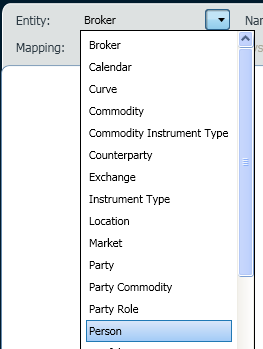 Entity: Broker Nar
Mapping:
Broker
Calendar
Curve
Commodity
Commodity Instrument Type
Counterparty
Exchange
Instrument Type
Location
Market
Party
Party Commodity
Party Role
Person